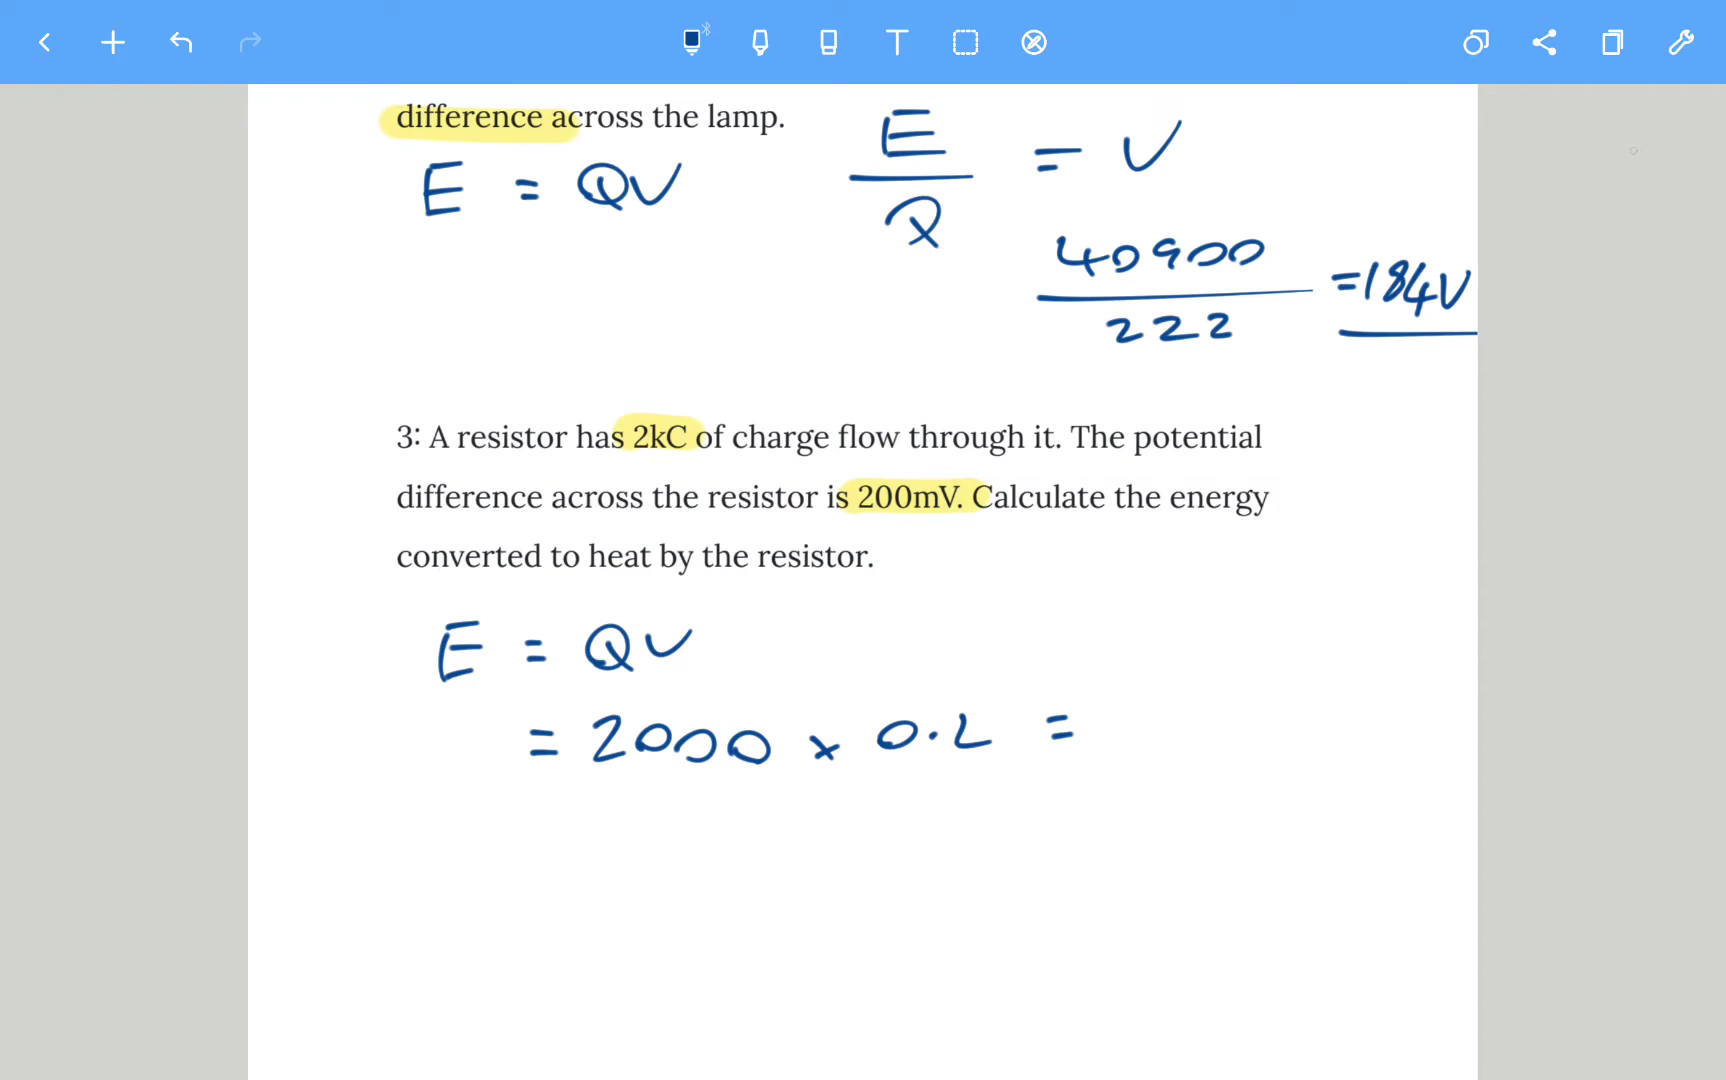 difference across the lamp.
E = QV
E
Q
= V
40900
222
=184V
3: A resistor has 2kC of charge flow through it. The potential
difference across the resistor is 200mV. Calculate the energy
converted to heat by the resistor.
E = QV
= 2000 x 0.2 =